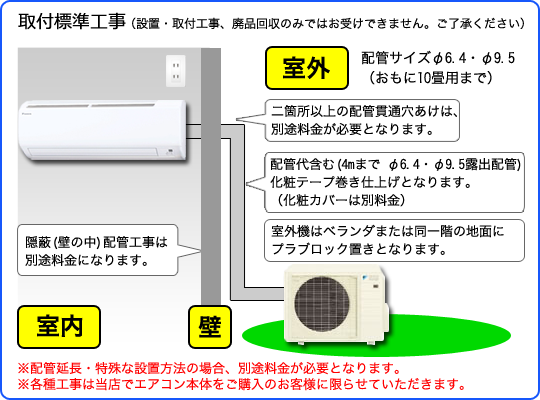 取付標準工事（設置・取付工事、廃品回収のみではお受けできません。ご了承ください）
室外
配管サイズφ6.4・φ9.5
（おもに10畳用まで）
二箇所以上の配管貫通穴あけは、
別途料金が必要となります。
配管代含む(4mまで φ6.4・φ9.5露出配管)
化粧テープ巻き仕上げとなります。
（化粧カバーは別料金）
室外機はベランダまたは同一階の地面に
プラブロック置きとなります。
隠蔽(壁の中)配管工事は
別途料金になります。
室内
壁
※配管延長・特殊な設置方法の場合、別途料金が必要となります。
※各種工事は当店でエアコン本体をご購入のお客様に限らせていただきます。